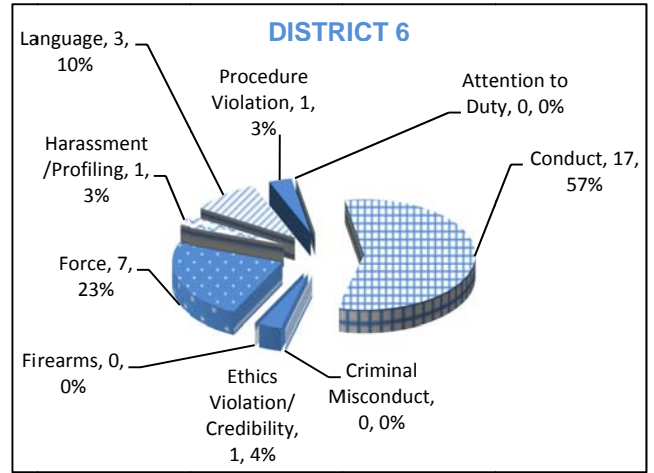 DISTRICT 6
Language, 3,
10%
Procedure
Violation, 1,
3%
Attention to
Duty, 0, 0%
Harassment
/Profiling, 1,
3%
Conduct, 17,
57%
Force, 7,
23%
Firearms, 0,
0%
Ethics
Violation/
Credibility,
1, 4%
Criminal
Misconduct,
0, 0%